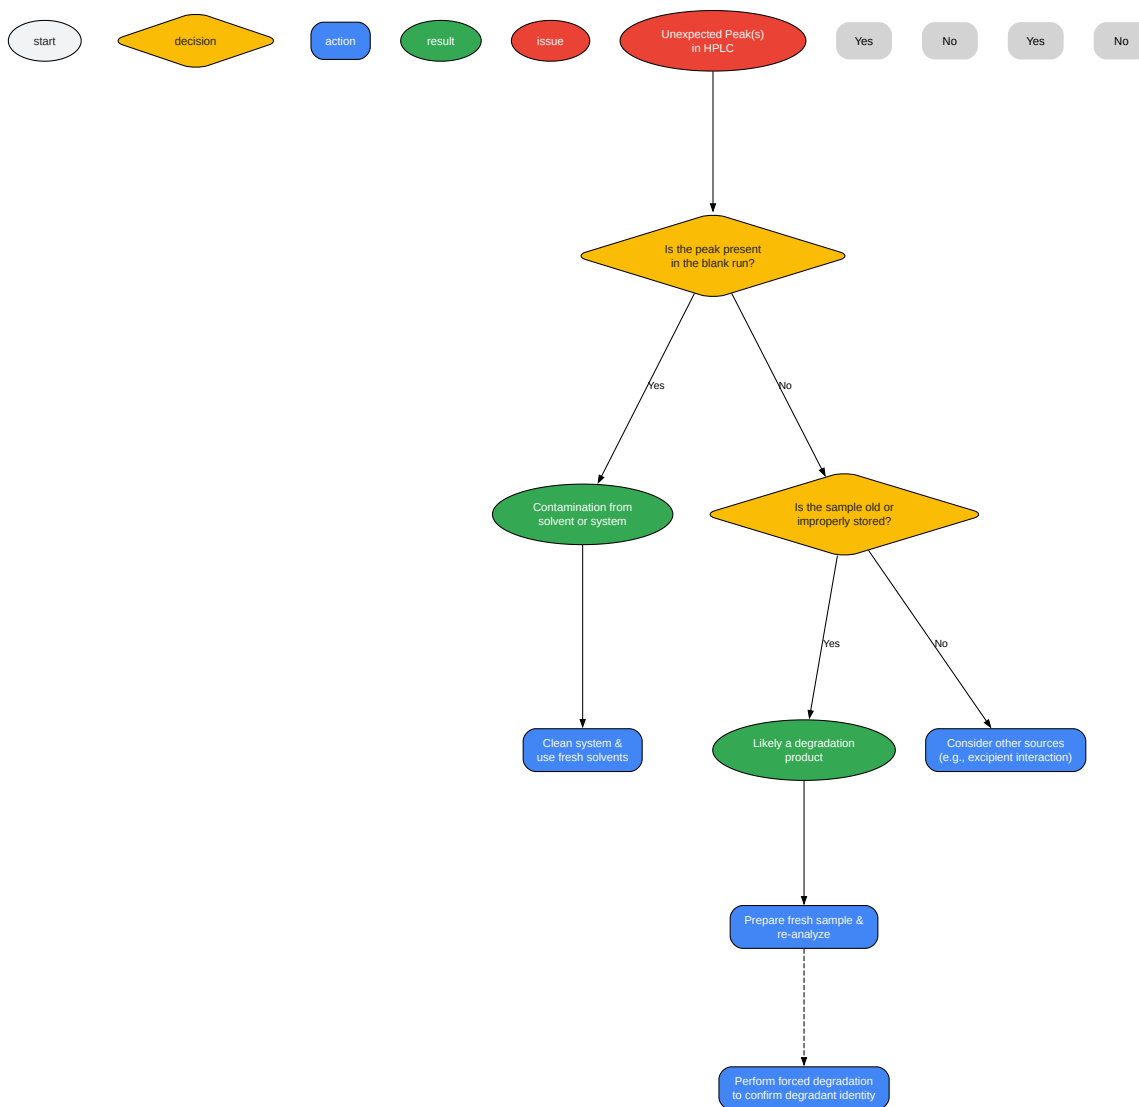 start
decision
action
result
issue
Unexpected Peak(s)
in HPLC
Yes
No
Yes
No
Is the peak present
in the blank run?
Yes
No
Contamination from
solvent or system
Is the sample old or
improperly stored?
Yes
No
Clean system &
use fresh solvents
Likely a degradation
product
Consider other sources
(e.g., excipient interaction)
Prepare fresh sample &
re-analyze
Perform forced degradation
to confirm degradant identity